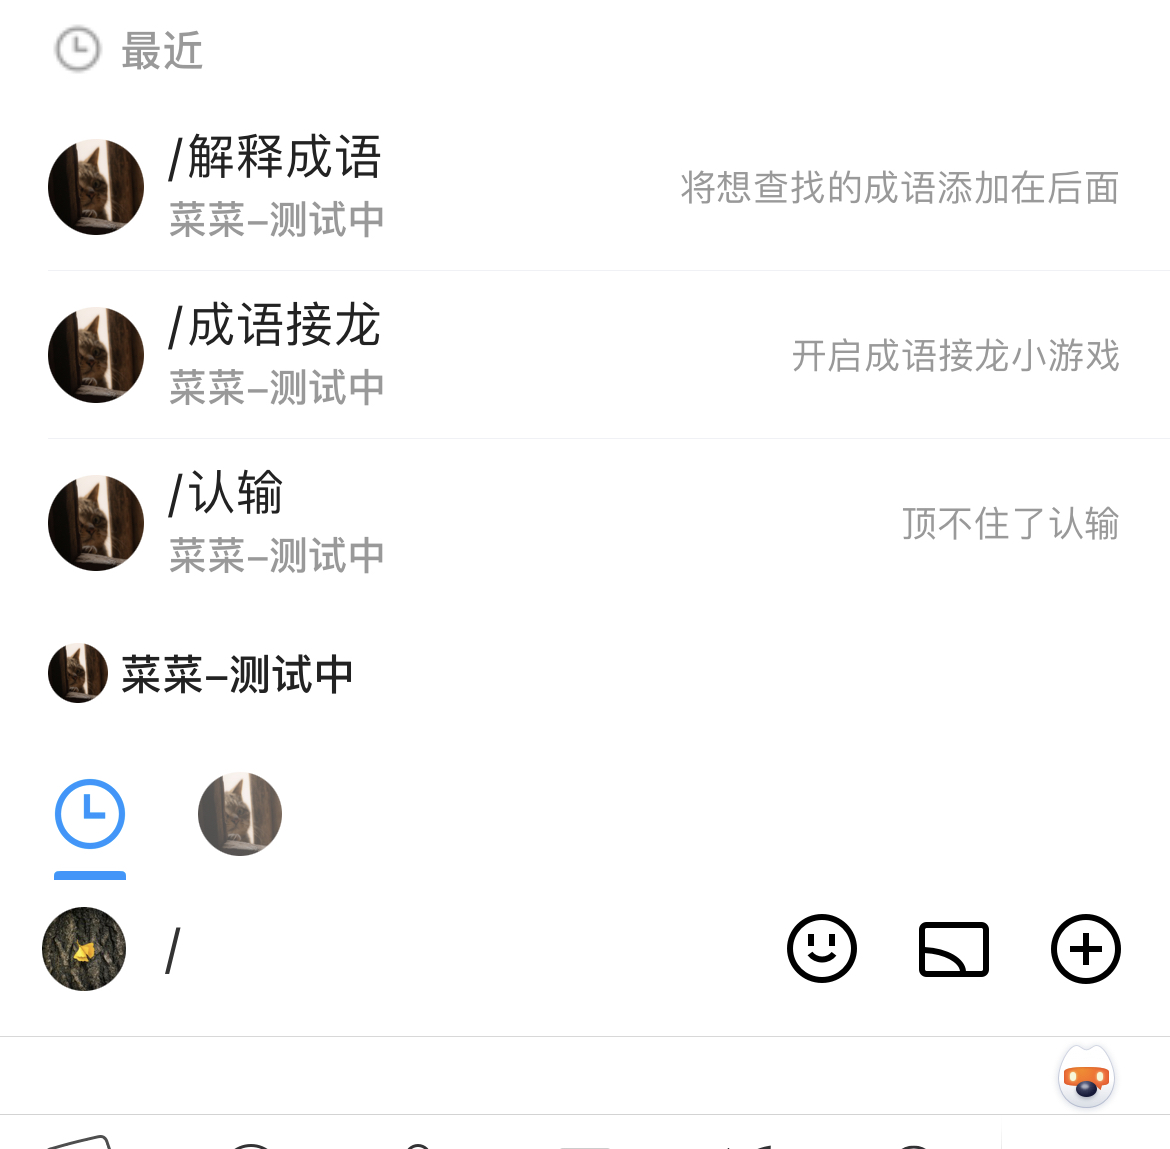 最近
/解释成语
菜菜-测试中
将想查找的成语添加在后面
/成语接龙
菜菜-测试中
开启成语接龙小游戏
/认输
菜菜-测试中
顶不住了认输
菜菜-测试中
/